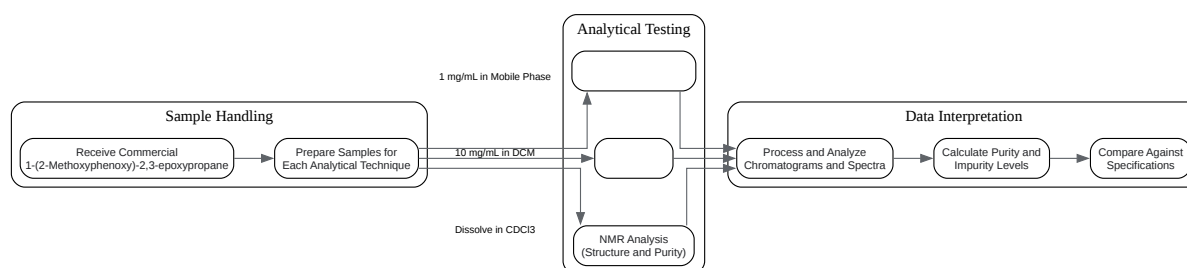 Analytical Testing
1 mg/mL in Mobile Phase
Sample Handling
Data Interpretation
Receive Commercial
1-(2-Methoxyphenoxy)-2,3-epoxypropane
Prepare Samples for
Each Analytical Technique
10 mg/mL in DCM
Process and Analyze
Chromatograms and Spectra
Calculate Purity and
Impurity Levels
Compare Against
Specifications
Dissolve in CDCl3
NMR Analysis
(Structure and Purity)